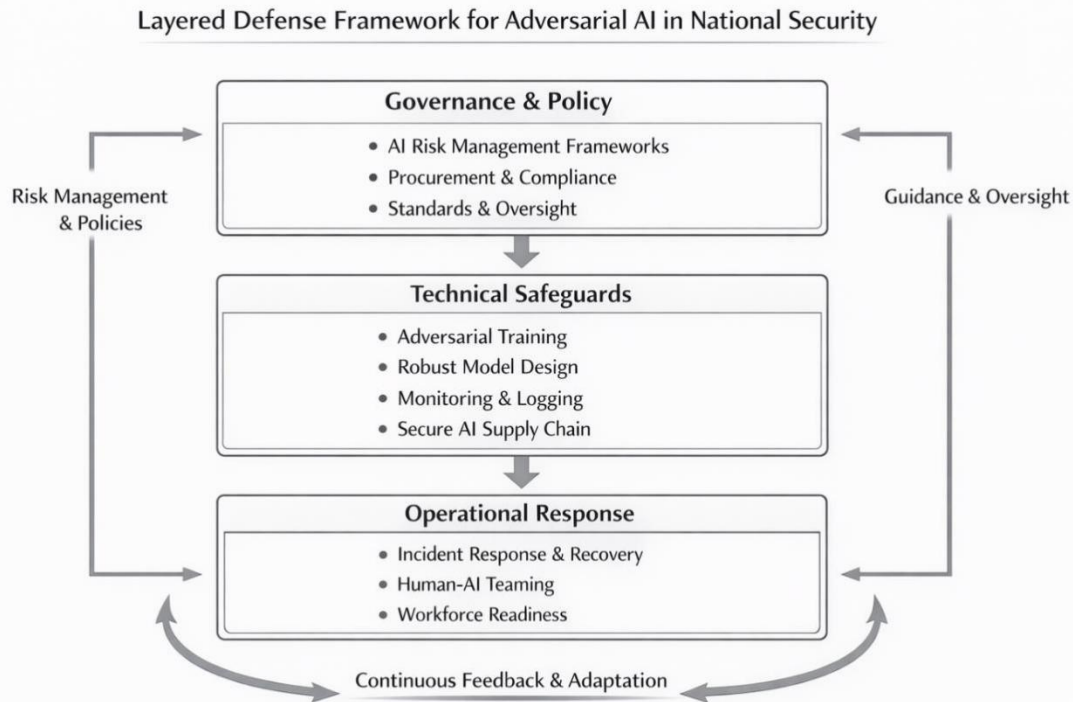 Layered Defense Framework for Adversarial AI in National Security
Governance & Policy
• AI Risk Management Frameworks
• Procurement & Compliance
• Standards & Oversight
Risk Management
& Policies
Guidance & Oversight
Technical Safeguards
• Adversarial Training
• Robust Model Design
• Monitoring & Logging
• Secure AI Supply Chain
Operational Response
• Incident Response & Recovery
• Human-AI Teaming
• Workforce Readiness
Continuous Feedback & Adaptation